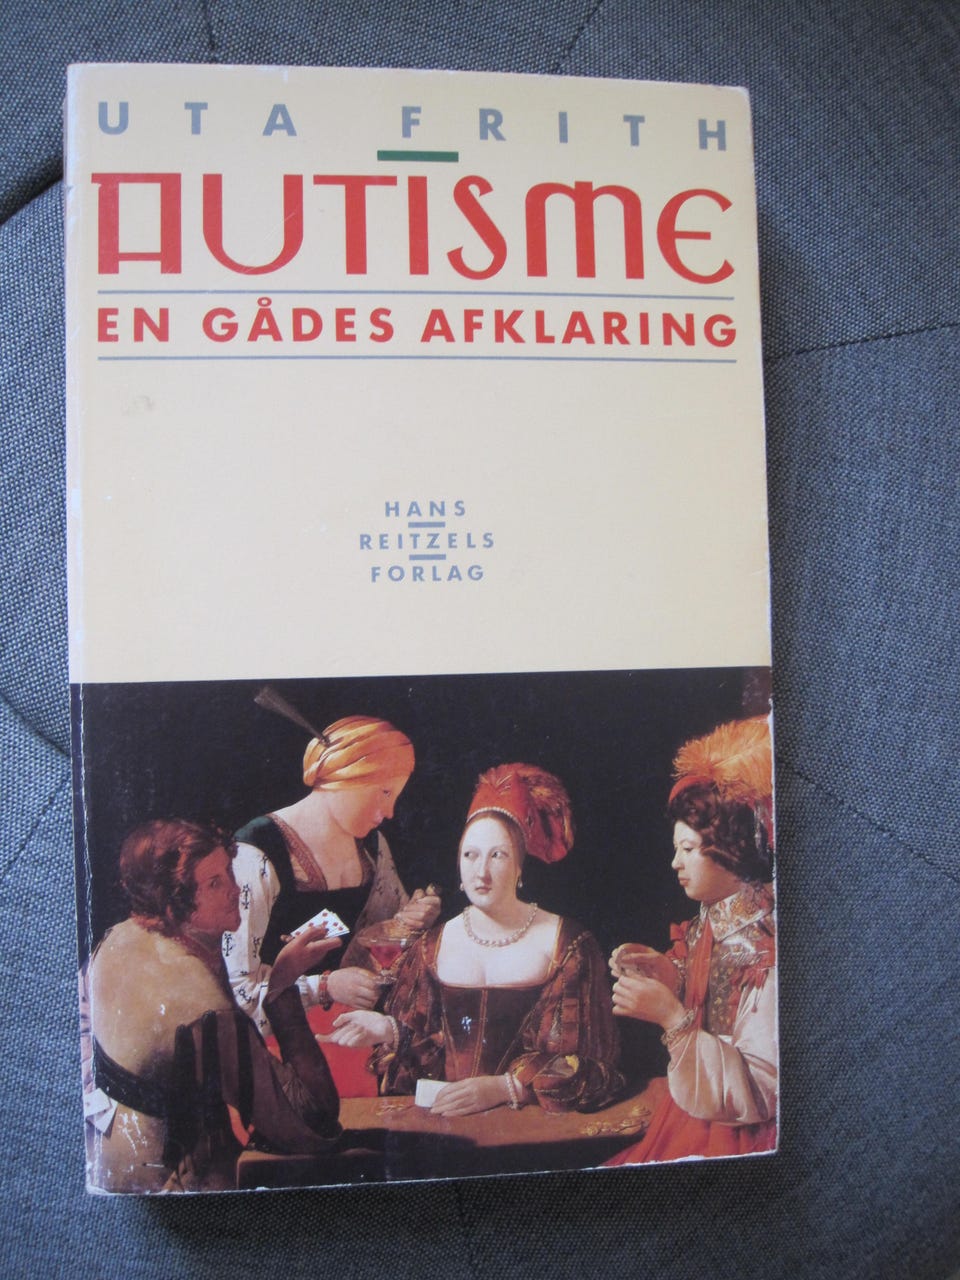 UTA FRITH
AUTISME
EN GÅDES AFKLARING
HANS
REITZELS
FORLAG